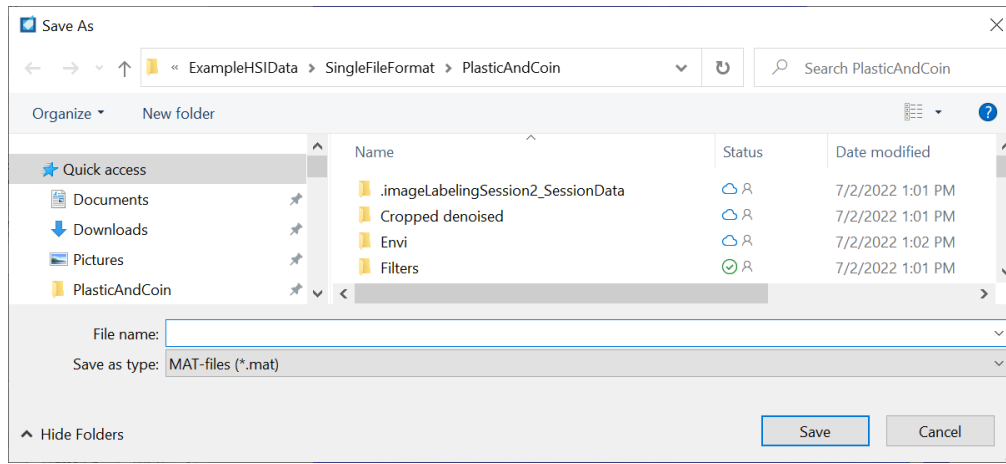 Save As
« ExampleHSIData > SingleFileFormat > PlasticAndCoin
Search PlasticAndCoin
Organize
New folder
Name Status Date modified
Quick access
Documents
Downloads
Pictures
PlasticAndCoin
.imageLabelingSession2_SessionData 7/2/2022 1:01 PM
Cropped denoised 7/2/2022 1:01 PM
Envi 7/2/2022 1:02 PM
Filters 7/2/2022 1:01 PM
File name:
Save as type: MAT-files (*.mat)
Hide Folders
Save
Cancel